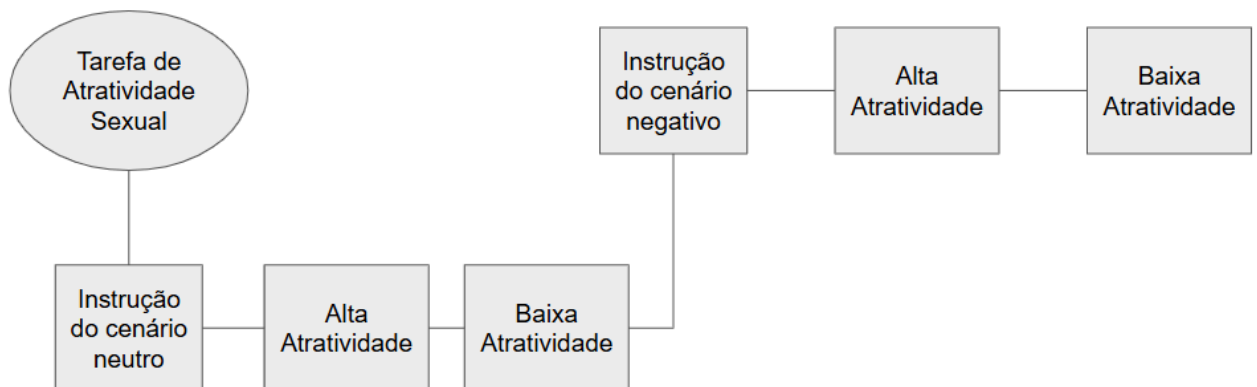 Tarefa de
Atratividade
Sexual
Instrução
do cenário
neutro
Alta
Atratividade
Baixa
Atratividade
Instrução
do cenário
negativo
Alta
Atratividade
Baixa
Atratividade